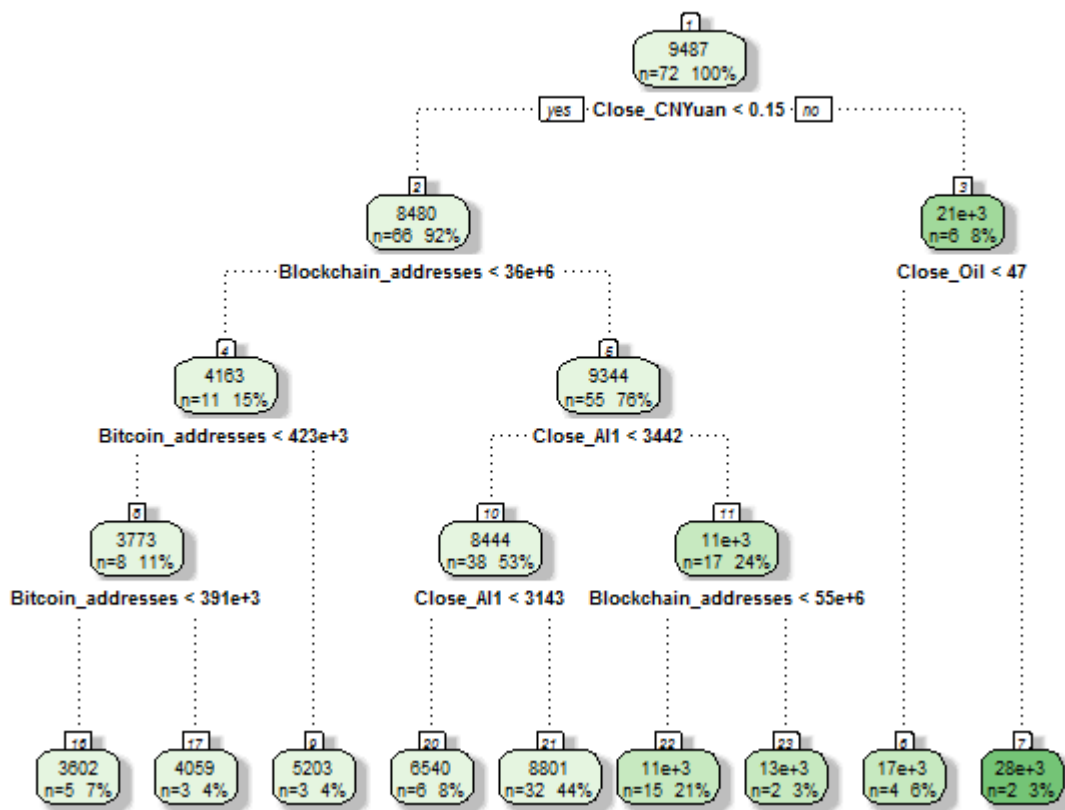 1
9487
n=72 100%
yes Close_CNYuan < 0.15 no
2
8480
n=66 92%
3
21e+3
n=6 8%
Blockchain_addresses < 36e+6
Close_Oil < 47
4
4163
n=11 15%
5
9344
n=55 76%
Bitcoin_addresses < 423e+3
Close_AI1 < 3442
8
3773
n=8 11%
10
8444
n=38 53%
11
11e+3
n=17 24%
Bitcoin_addresses < 391e+3
Close_AI1 < 3143
Blockchain_addresses < 55e+6
16
3602
n=5 7%
17
4059
n=3 4%
9
5203
n=3 4%
20
6540
n=6 8%
21
8801
n=32 44%
22
11e+3
n=15 21%
23
13e+3
n=2 3%
6
17e+3
n=4 6%
7
28e+3
n=2 3%